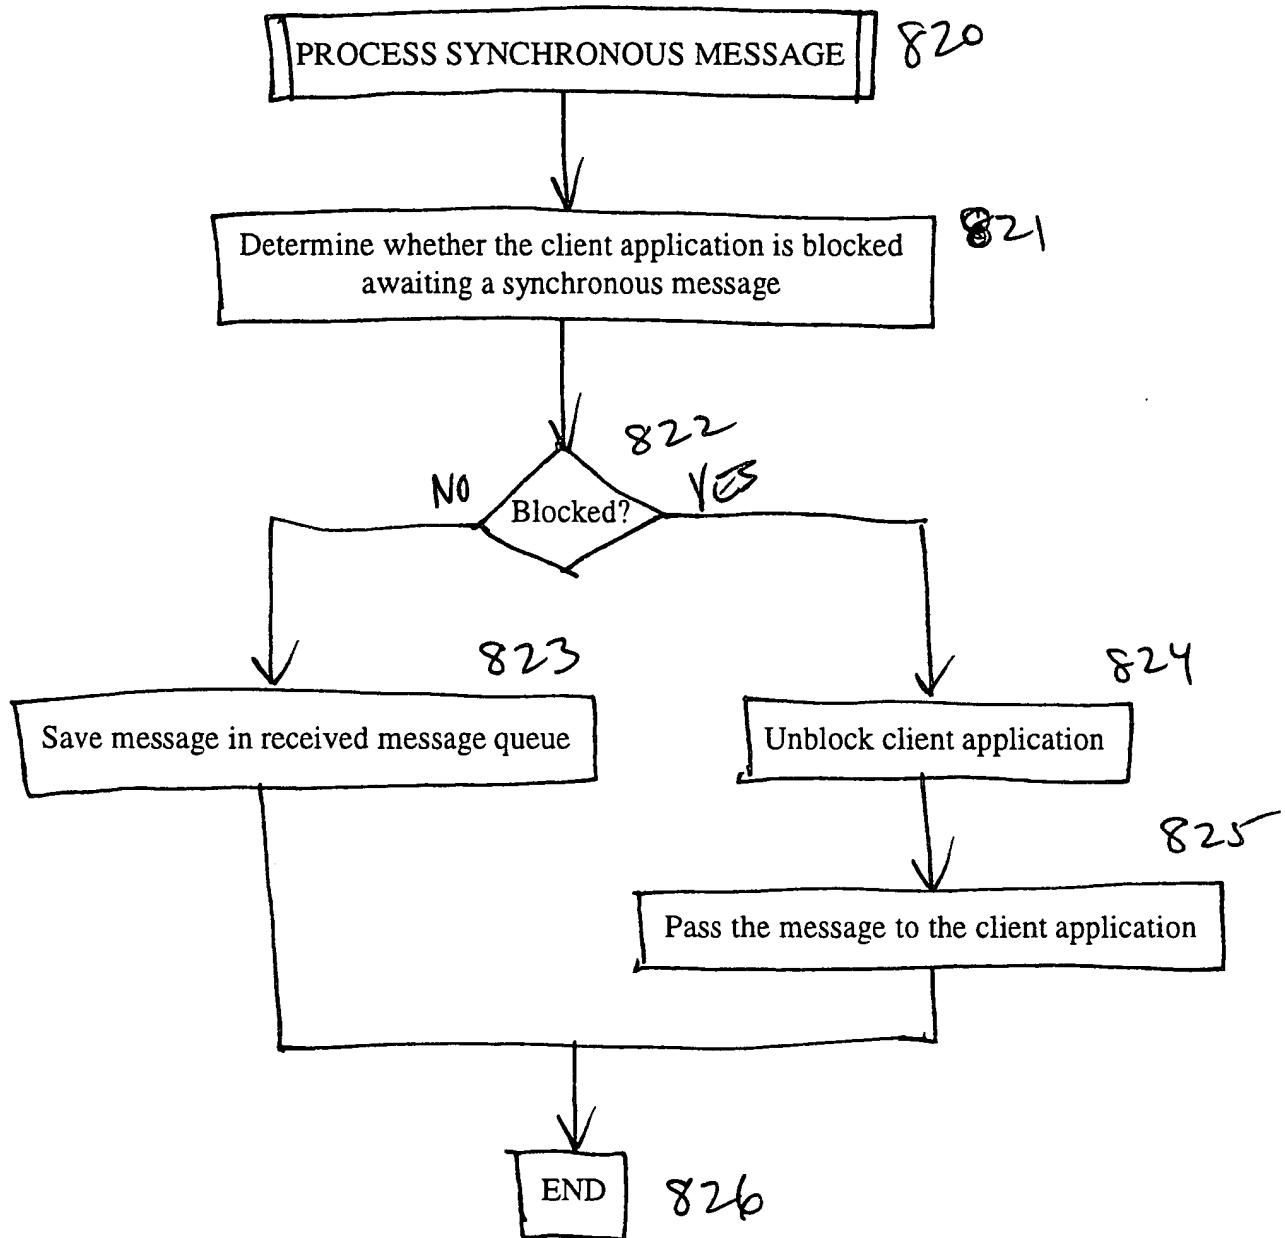 PROCESS SYNCHRONOUS MESSAGE
820
Determine whether the client application is blocked
awaiting a synchronous message
821
822
NO
YES
Blocked?
823
824
Save message in received message queue
Unblock client application
825
Pass the message to the client application
END
826